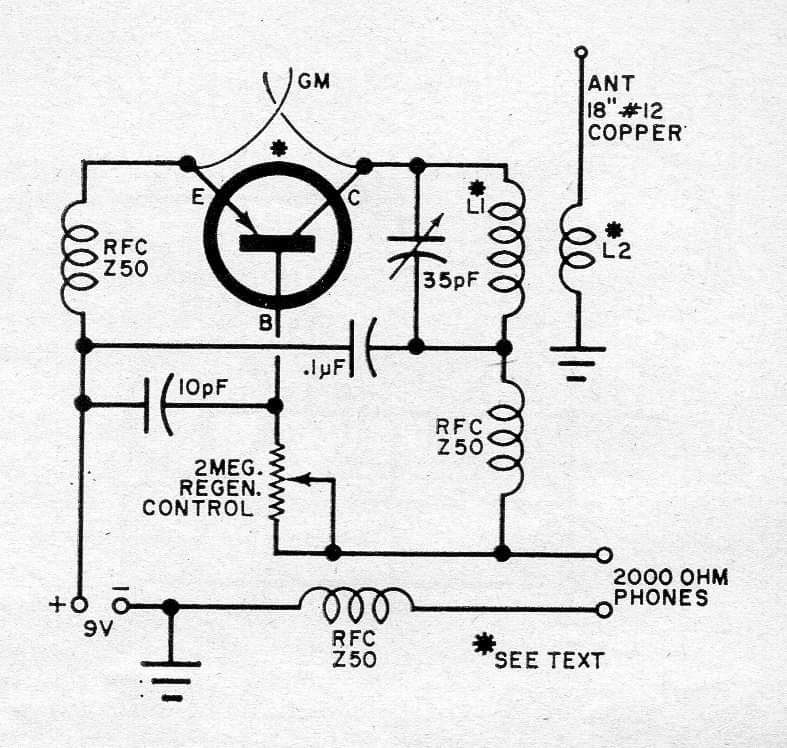 GM
ANT
18" #12
COPPER
*
E
C
*
L1
RFC
Z50
*
L2
35pF
B
.1µF
10pF
RFC
Z50
2MEG.
REGEN.
CONTROL
+
−
9V
2000 OHM
PHONES
RFC
Z50
*SEE TEXT